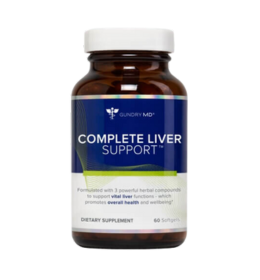 GUNDRY MD®
COMPLETE LIVER
SUPPORT™
Formulated with 3 powerful herbal compounds
to support vital liver functions - which
promotes overall health and wellbeing*
DIETARY SUPPLEMENT
60 Softgels